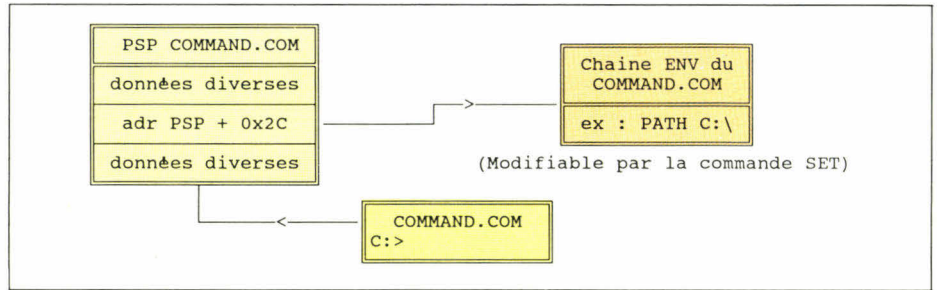 PSP COMMAND.COM
données diverses
adr PSP + 0x2C
données diverses
>
Chaine ENV du
COMMAND.COM
ex : PATH C:\
(Modifiable par la commande SET)
<
COMMAND.COM
C:>